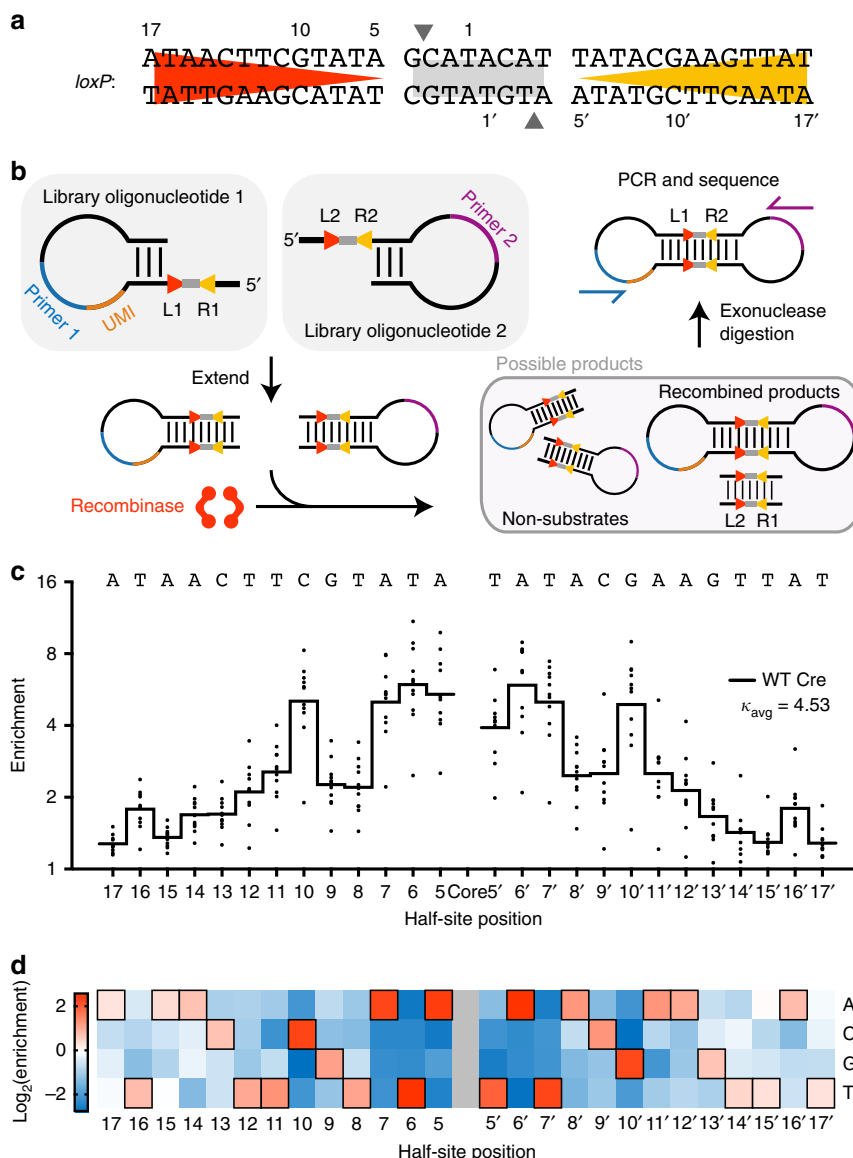 a
17 10 5 1
ATAACTTCGTATA GCATACAT TATACGAAGTTAT
loxP:
TATTGAAGCATAT CGTATGTA ATATGCTTCAATA
1′ 5′ 10′ 17′
b
Library oligonucleotide 1
Primer 1
UMI
L1 R1
5′
L2 R2
5′
Primer 2
Library oligonucleotide 2
PCR and sequence
L1 R2
Exonuclease
digestion
Extend
Recombinase
Possible products
Recombined products
Non-substrates
L2 R1
c
A T A A C T T C G T A T A T A T A C G A A G T T A T
Enrichment
16
8
4
2
1
WT Cre
κavg = 4.53
17 16 15 14 13 12 11 10 9 8 7 6 5 Core 5′ 6′ 7′ 8′ 9′ 10′ 11′ 12′ 13′ 14′ 15′ 16′ 17′
Half-site position
d
Log2(enrichment)
2
0
−2
A
C
G
T
17 16 15 14 13 12 11 10 9 8 7 6 5 5′ 6′ 7′ 8′ 9′ 10′ 11′ 12′ 13′ 14′ 15′ 16′ 17′
Half-site position